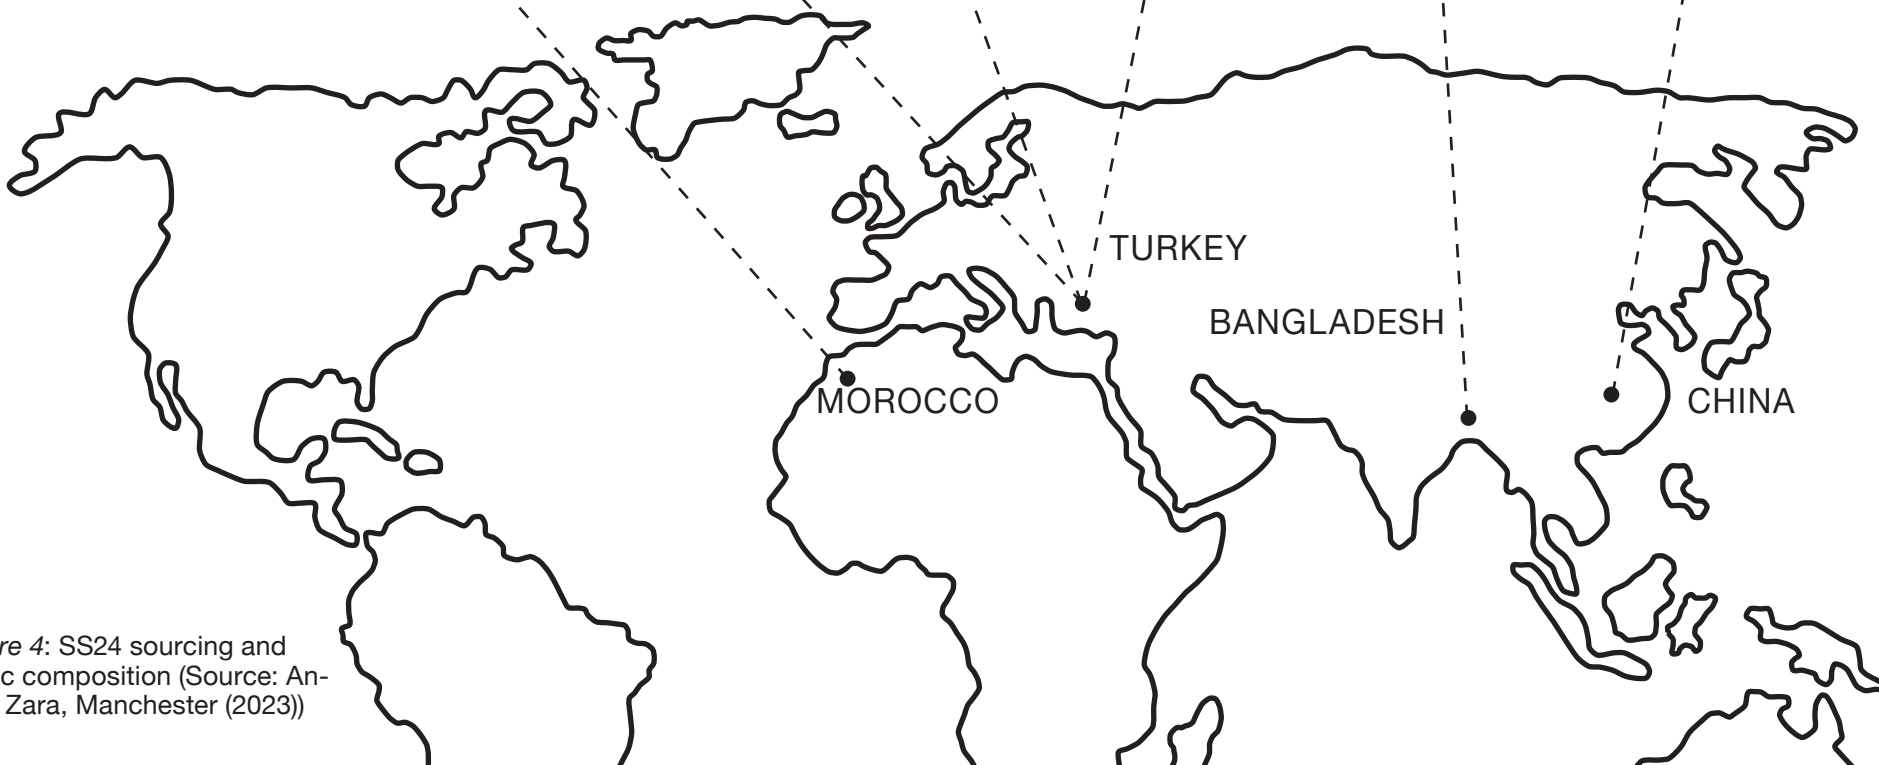 TURKEY
BANGLADESH
MOROCCO
CHINA
re 4: SS24 sourcing and
c composition (Source: An-
Zara, Manchester (2023))